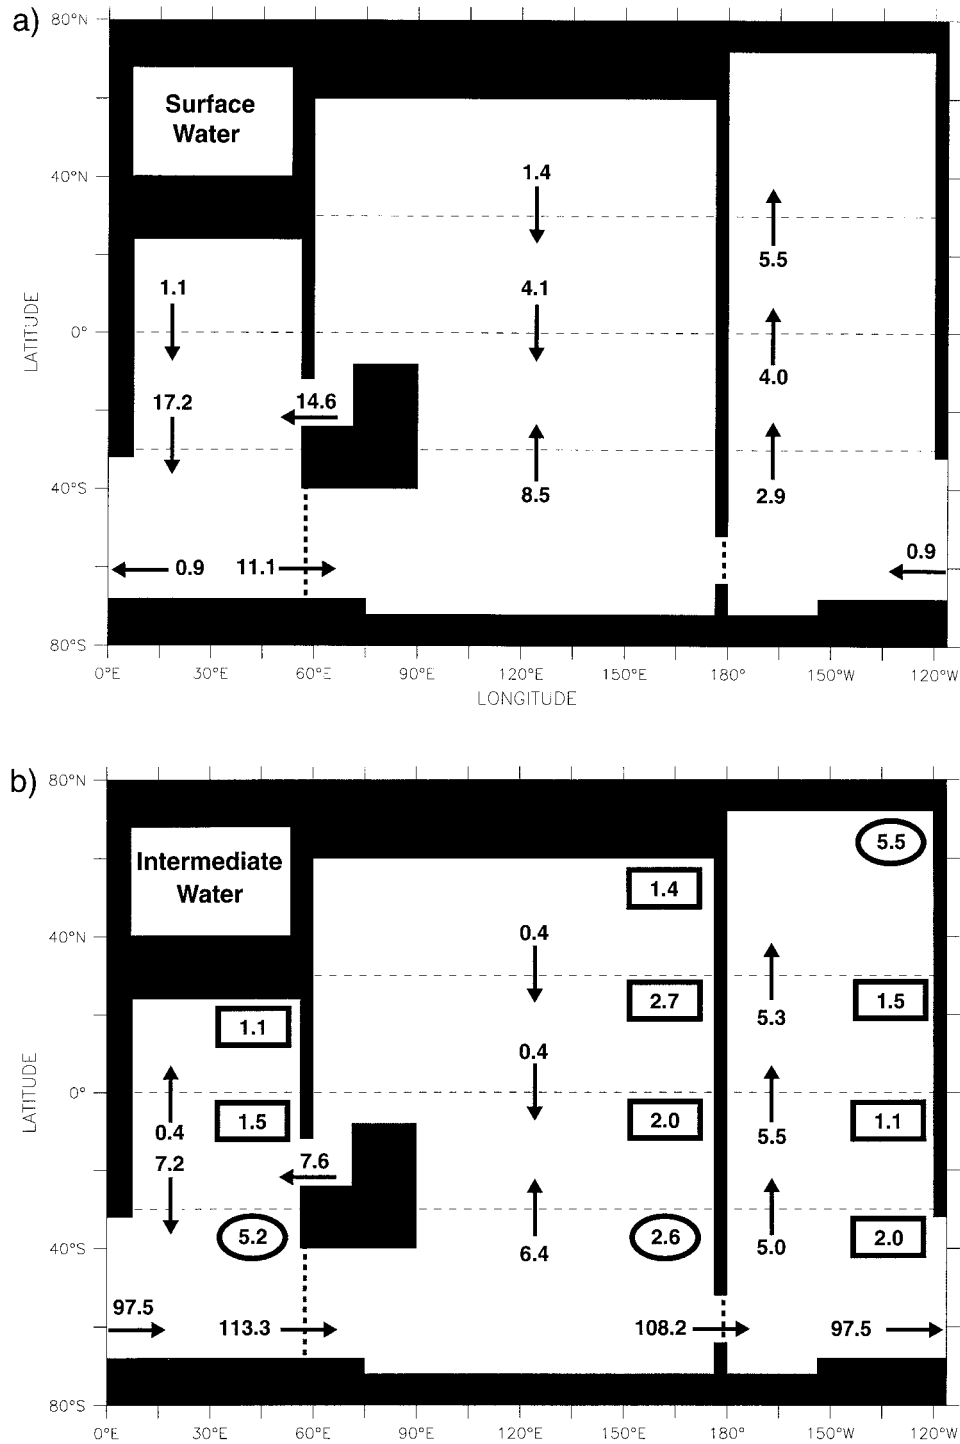 a)
80°N
Surface
Water
1.4
40°N
5.5
1.1
4.1
LATITUDE
0°
4.0
17.2
14.6
40°S
8.5
2.9
0.9
11.1
0.9
80°S
0°E 30°E 60°E 90°E 120°E 150°E 180° 150°W 120°W
LONGITUDE
b)
80°N
5.5
Intermediate
Water
1.4
40°N
0.4
2.7
1.5
5.3
1.1
0.4
LATITUDE
0°
1.5
2.0
1.1
0.4
5.5
7.2
7.6
5.2
2.6
2.0
40°S
6.4
5.0
97.5
113.3
108.2
97.5
80°S
0°E 30°E 60°E 90°E 120°E 150°E 180° 150°W 120°W